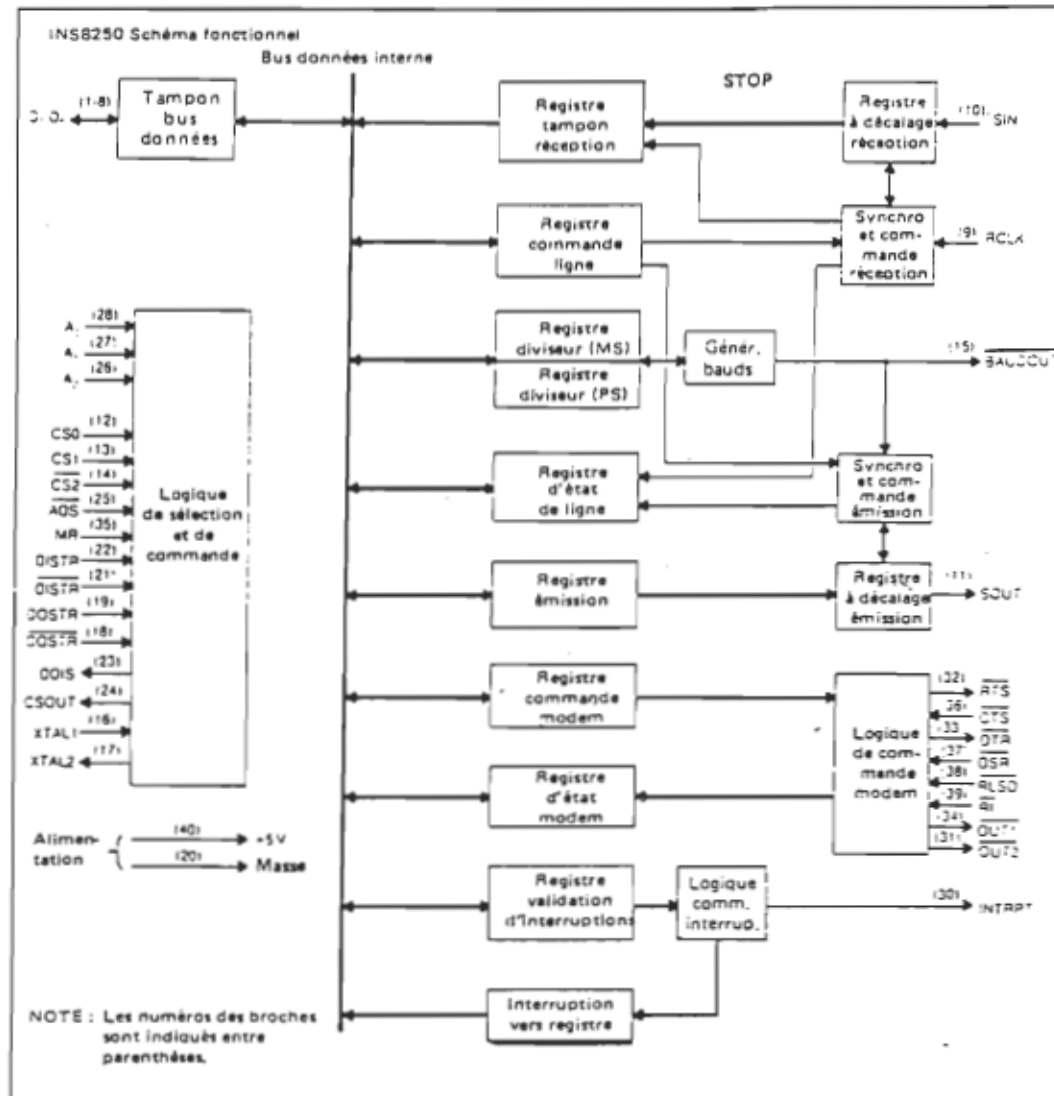 INS8250 Schéma fonctionnel
Bus données interne
STOP
(1-8)
Tampon
bus
données
Registre
tampon
réception
Registre
à décalage
réception
(10)
SIN
Registre
commande
ligne
Synchro
et com-
mande
réception
(9)
RCLK
(28)
(27)
(26)
(12)
CS0
(13)
CS1
(14)
CS2
(25)
ADS
(35)
MR
(22)
DISTR
(21)
DISTR
(19)
DOSTR
(18)
DOSTR
(23)
DDIS
(24)
CSOUT
(16)
XTAL1
(17)
XTAL2
Logique
de sélection
et de
commande
Registre
diviseur (MS)
Registre
diviseur (PS)
Génér.
bauds
(15)
BAUDOUT
Registre
d'état
de ligne
Synchro
et com-
mande
émission
Registre
émission
Registre
à décalage
émission
(11)
SOUT
Registre
commande
modem
Logique
de com-
mande
modem
(32)
RTS
(36)
CTS
(33)
DTR
(37)
DSR
(38)
RLSD
(39)
RI
(34)
OUT1
(31)
OUT2
Registre
d'état
modem
Alimen-
tation
(40)
+5V
(20)
Masse
Registre
validation
d'interruptions
Logique
comm.
interrup.
(30)
INTRPT
Interruption
vers registre
NOTE : Les numéros des broches
sont indiqués entre
parenthèses.